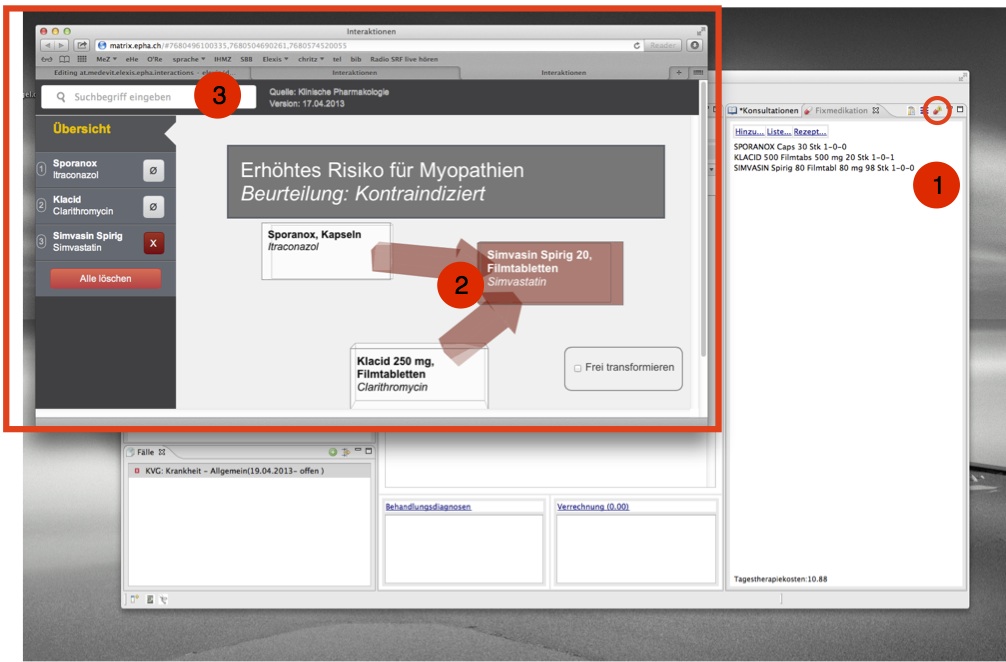 Interaktionen
matrix.epha.ch/#7680496100335,7680504690261,7680574520055
Reader
MeZ eHe O'Re sprache IHMZ SBB Elexis chritz tel bib Radio SRF live hören
Editing at.medevit.elexis.epha.interactions
Interaktionen
Interaktionen
Suchbegriff eingeben
3
Quelle: Klinische Pharmakologie
Version: 17.04.2013
Übersicht
1 Sporanox
Itraconazol
Ø
2 Klacid
Clarithromycin
Ø
3 Simvasin Spirig
Simvastatin
X
Alle löschen
Erhöhtes Risiko für Myopathien
Beurteilung: Kontraindiziert
Sporanox, Kapseln
Itraconazol
Simvasin Spirig 20,
Filmtabletten
Simvastatin
2
Klacid 250 mg,
Filmtabletten
Clarithromycin
Frei transformieren
*Konsultationen
Fixmedikation
Hinzu... Liste... Rezept...
SPORANOX Caps 30 Stk 1-0-0
KLACID 500 Filmtabs 500 mg 20 Stk 1-0-1
SIMVASIN Spirig 80 Filmtabl 80 mg 98 Stk 1-0-0
1
Fälle
KVG: Krankheit - Allgemein(19.04.2013- offen )
Behandlungsdiagnosen
Verrechnung (0.00)
Tagestherapiekosten:10.88